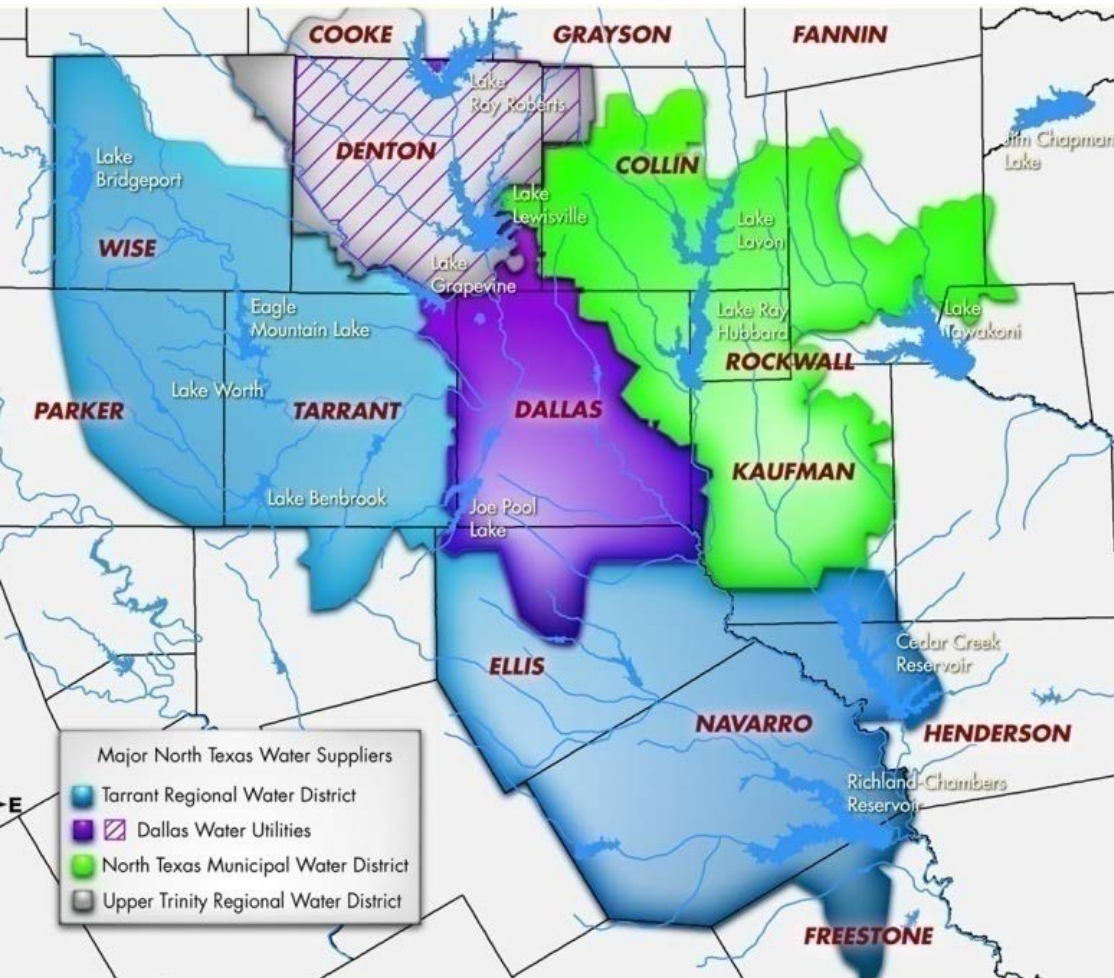 COOKE
GRAYSON
FANNIN
Lake
Ray Roberts
Jim Chapman
Lake
DENTON
COLLIN
Lake
Bridgeport
Lake
Lewisville
Lake
Lavon
WISE
Lake
Grapevine
Eagle
Mountain Lake
Lake Ray
Hubbard
Lake
Tawakoni
ROCKWALL
Lake Worth
PARKER
TARRANT
DALLAS
KAUFMAN
Lake Benbrook
Joe Pool
Lake
Cedar Creek
Reservoir
ELLIS
NAVARRO
HENDERSON
Richland-Chambers
Reservoir
FREESTONE
E
Major North Texas Water Suppliers
Tarrant Regional Water District
Dallas Water Utilities
North Texas Municipal Water District
Upper Trinity Regional Water District